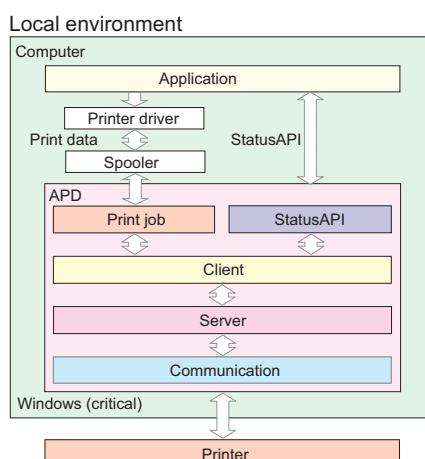 Local environment
Computer
Application
Printer driver
Print data
StatusAPI
Spooler
APD
Print job
StatusAPI
Client
Server
Communication
Windows (critical)
Printer